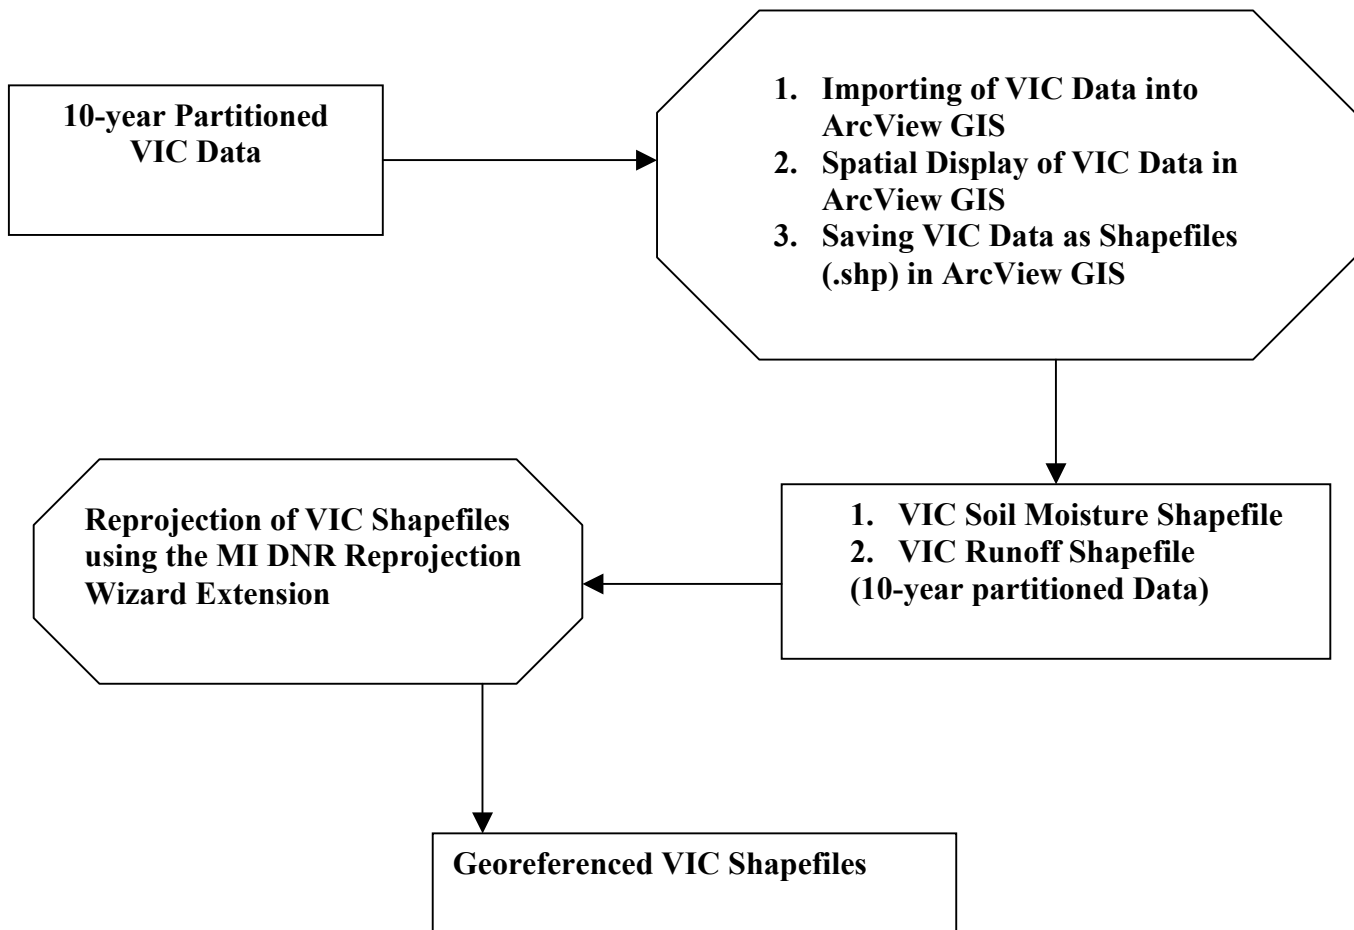 10-year Partitioned
VIC Data
1. Importing of VIC Data into
ArcView GIS
2. Spatial Display of VIC Data in
ArcView GIS
3. Saving VIC Data as Shapefiles
(.shp) in ArcView GIS
1. VIC Soil Moisture Shapefile
2. VIC Runoff Shapefile
(10-year partitioned Data)
Reprojection of VIC Shapefiles
using the MI DNR Reprojection
Wizard Extension
Georeferenced VIC Shapefiles